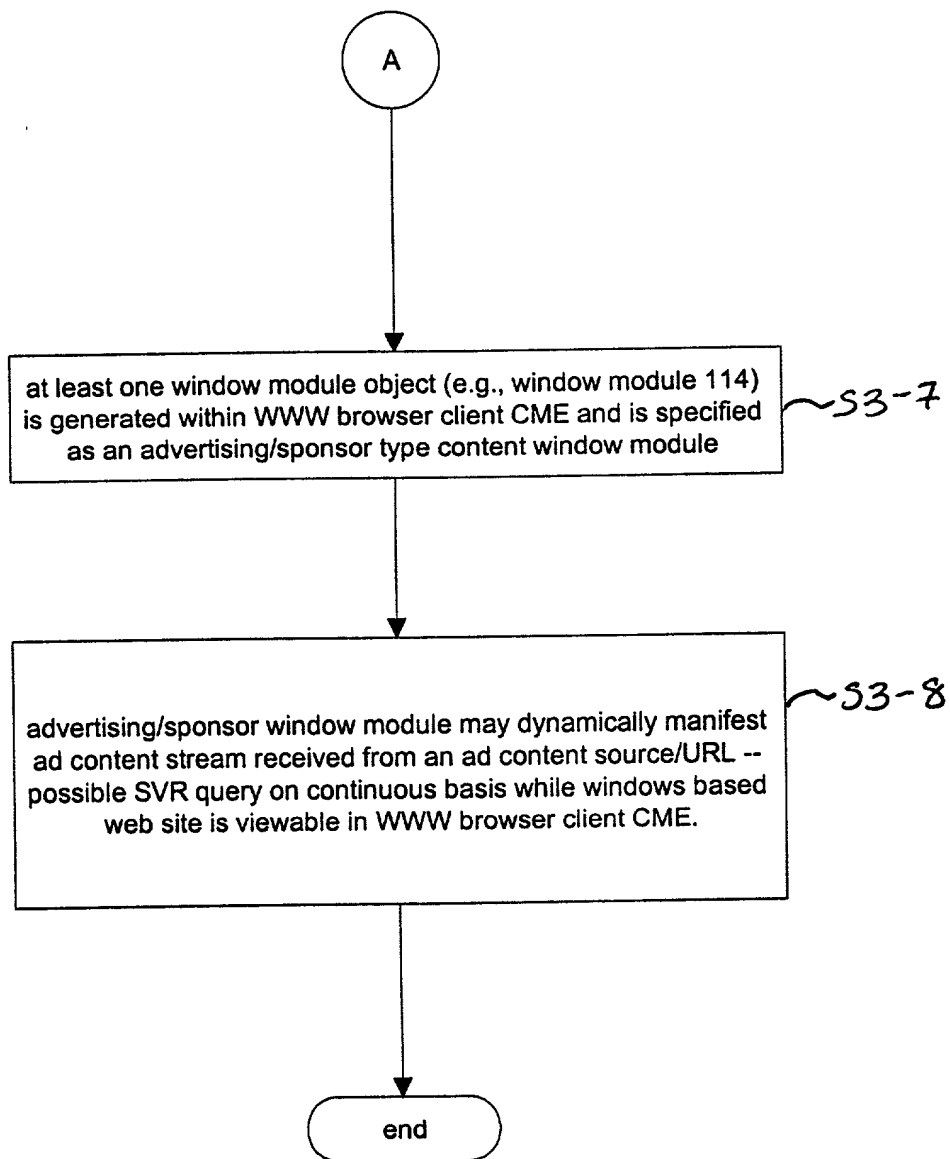 A
at least one window module object (e.g., window module 114)
is generated within WWW browser client CME and is specified
as an advertising/sponsor type content window module
S3-7
advertising/sponsor window module may dynamically manifest
ad content stream received from an ad content source/URL --
possible SVR query on continuous basis while windows based
web site is viewable in WWW browser client CME.
S3-8
end